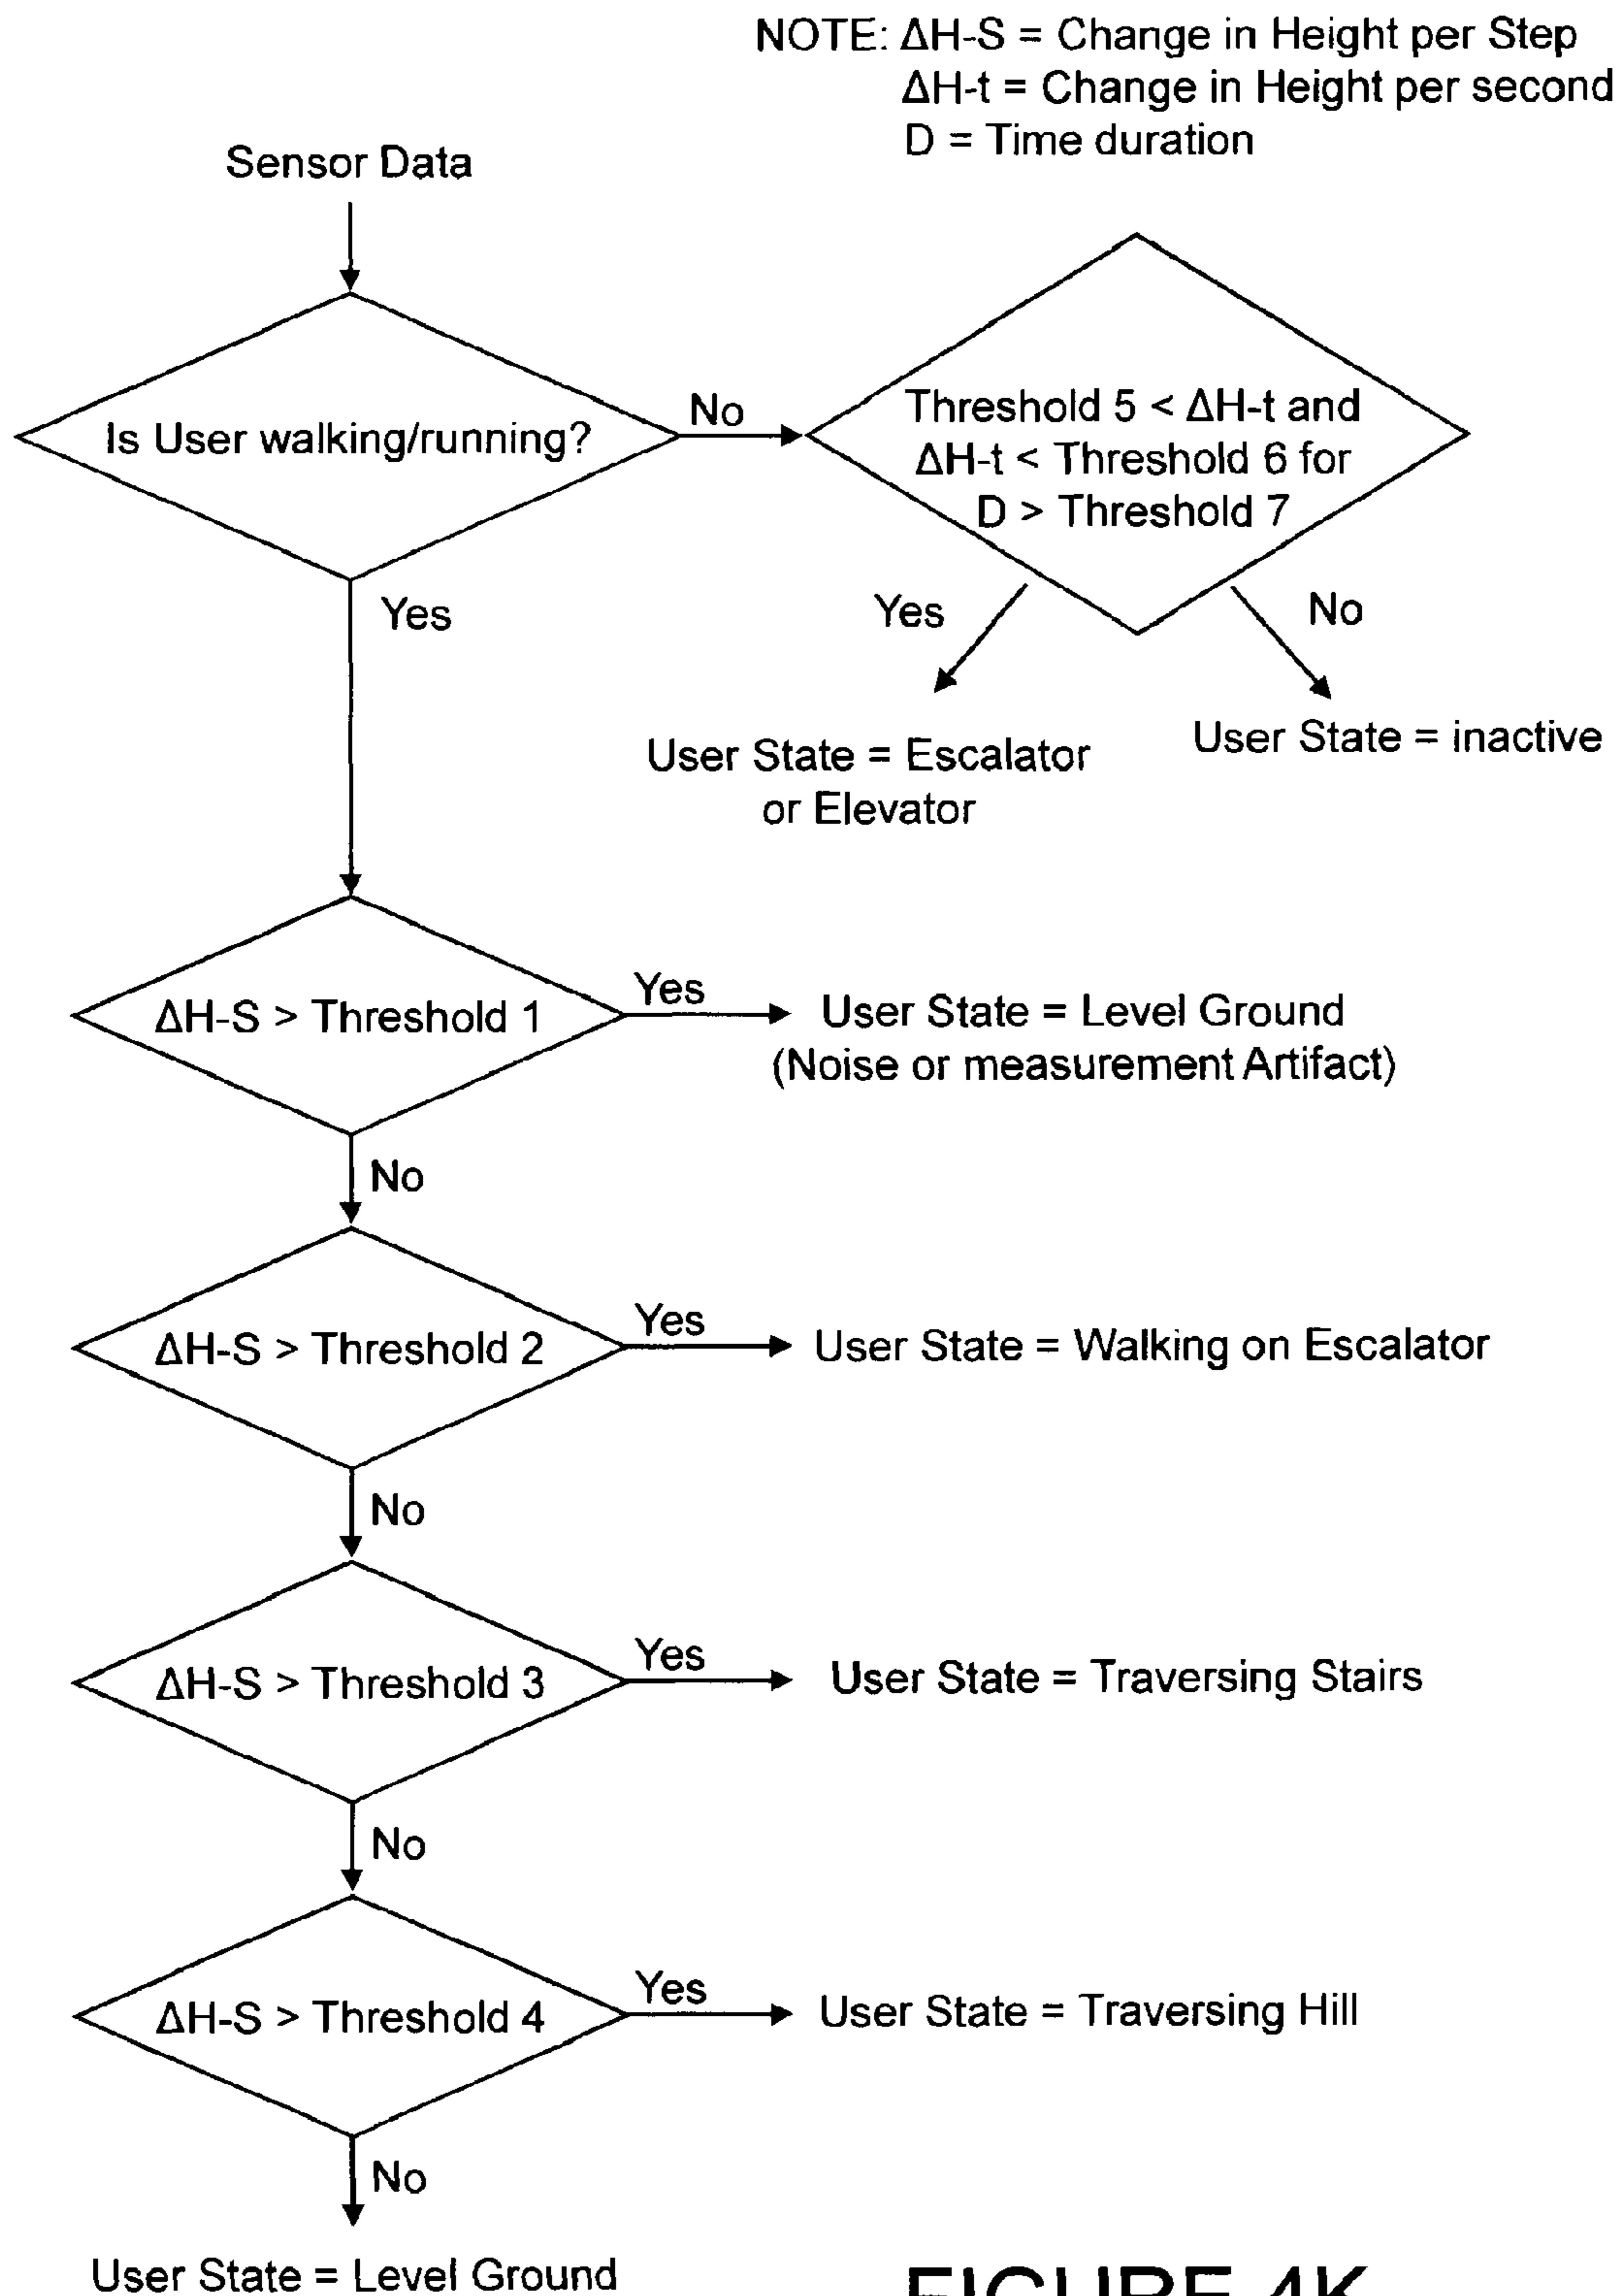 NOTE: ΔH-S = Change in Height per Step
ΔH-t = Change in Height per second
D = Time duration
Sensor Data
Is User walking/running?
No
Threshold 5 < ΔH-t and
ΔH-t < Threshold 6 for
D > Threshold 7
Yes
Yes
No
User State = Escalator
or Elevator
User State = inactive
ΔH-S > Threshold 1
Yes
User State = Level Ground
(Noise or measurement Artifact)
No
ΔH-S > Threshold 2
Yes
User State = Walking on Escalator
No
ΔH-S > Threshold 3
Yes
User State = Traversing Stairs
No
ΔH-S > Threshold 4
Yes
User State = Traversing Hill
No
User State = Level Ground
FIGURE 4K